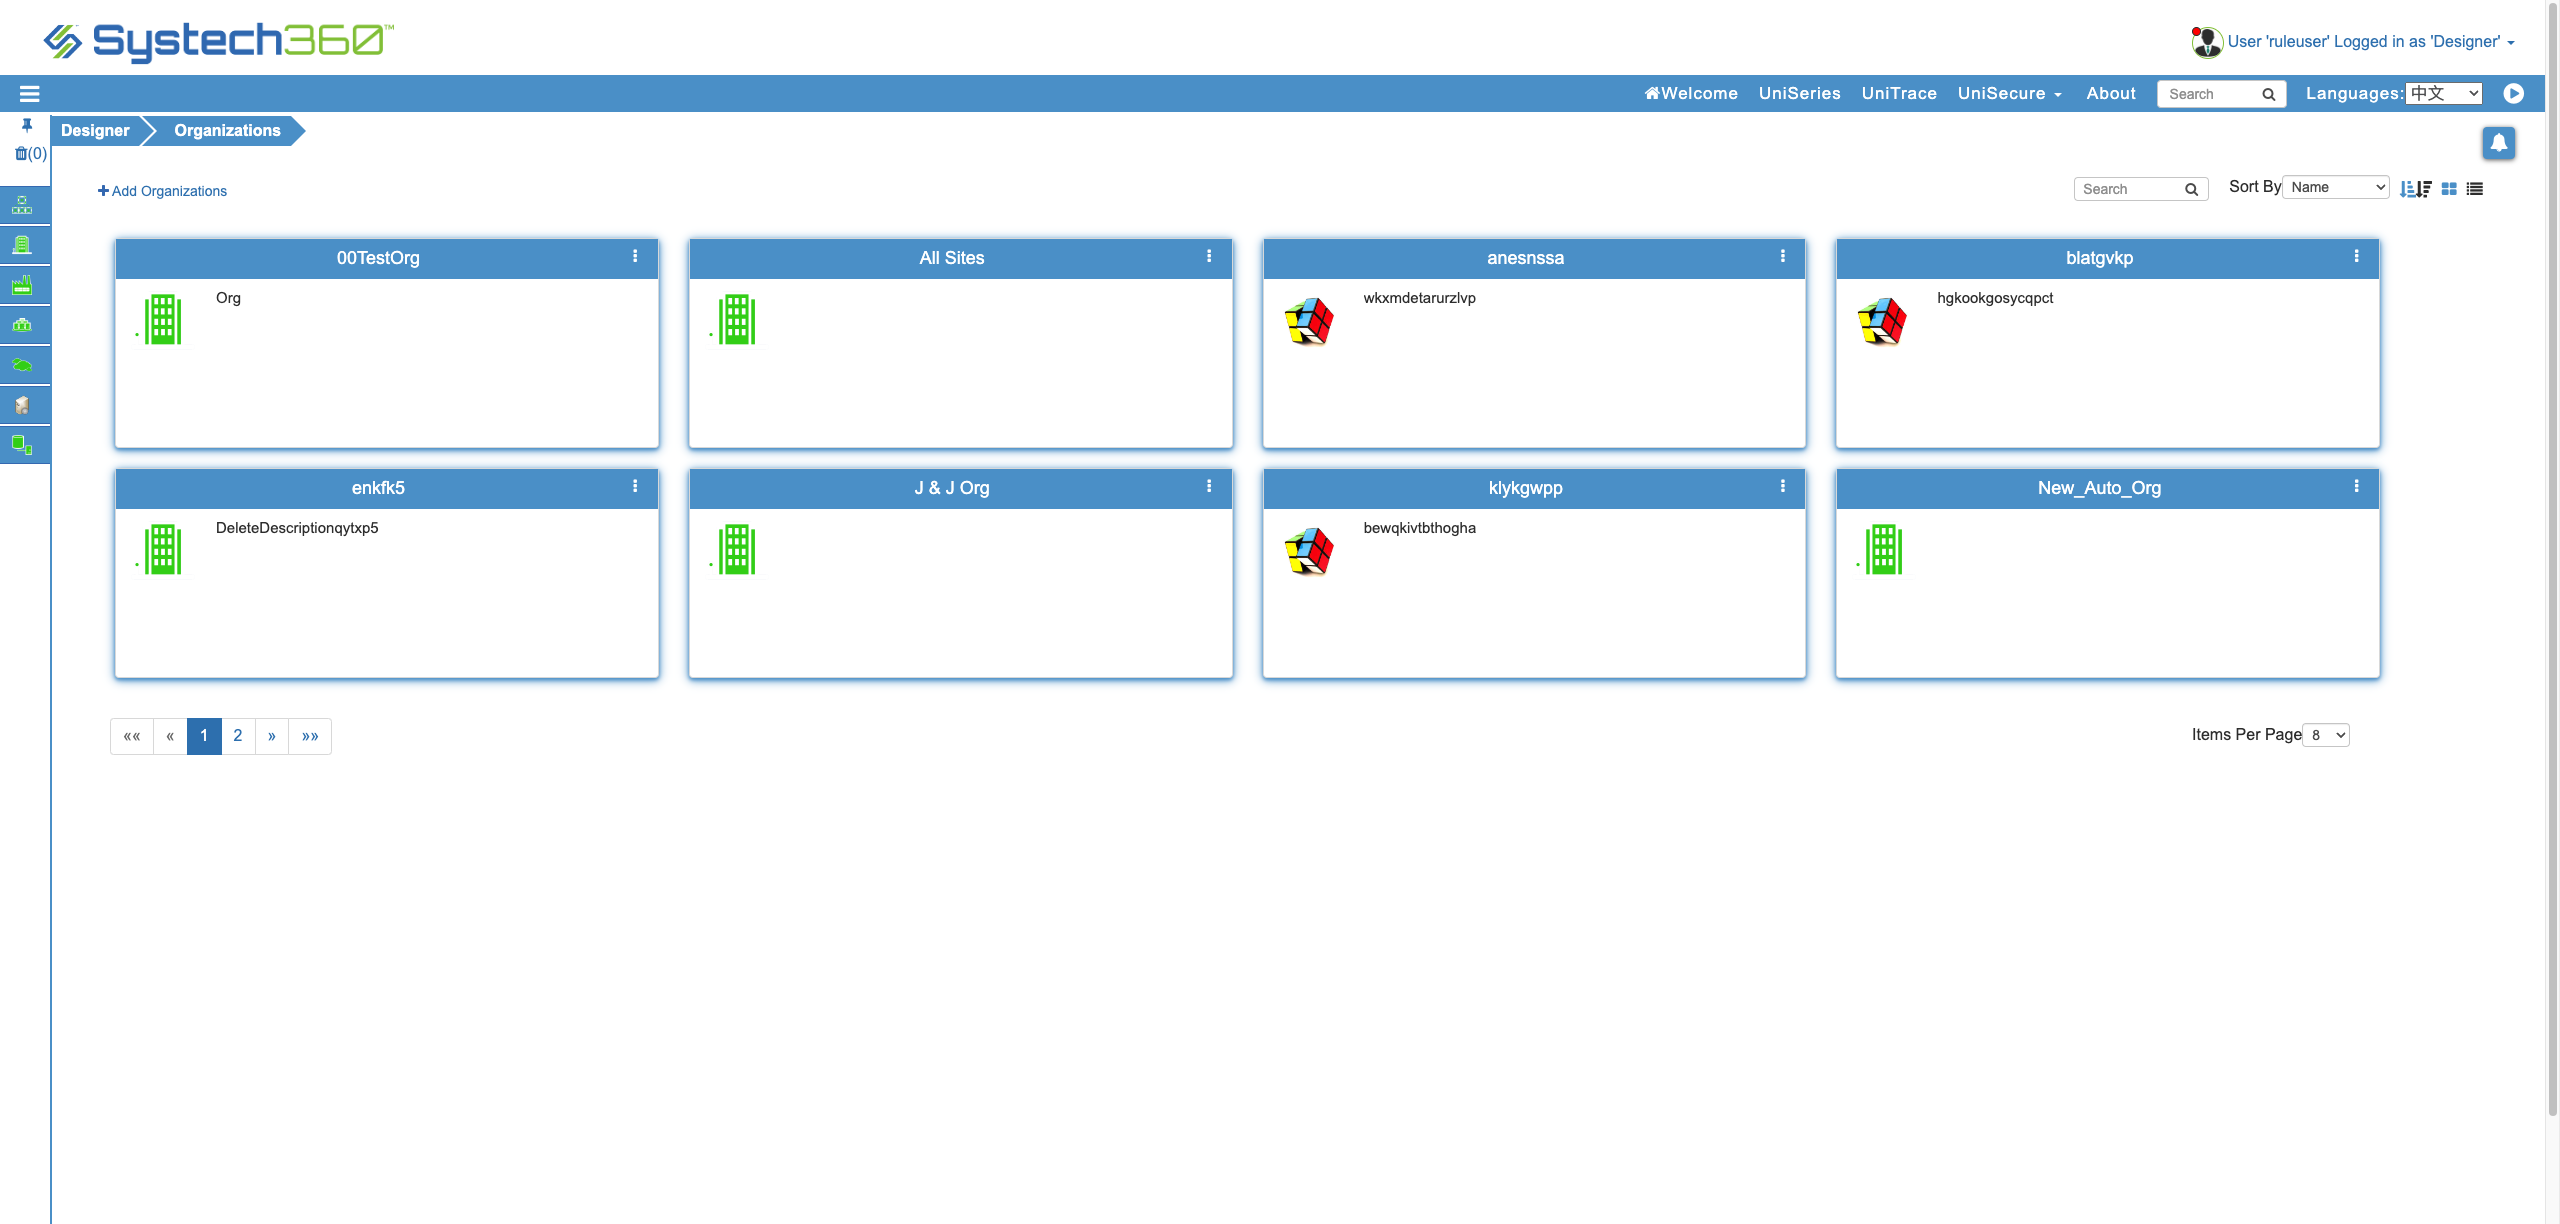 Systech360™
User 'ruleuser' Logged in as 'Designer'
Welcome UniSeries UniTrace UniSecure About Search Languages: 中文
Designer Organizations
(0)
Add Organizations
Search Sort By Name
00TestOrg
Org
All Sites
anesnssa
wkxmdetarurzlvp
blatgvkp
hgkookgosycqpct
enkfk5
DeleteDescriptionqytxp5
J & J Org
klykgwpp
bewqkivtbthogha
New_Auto_Org
«« « 1 2 » »»
Items Per Page 8